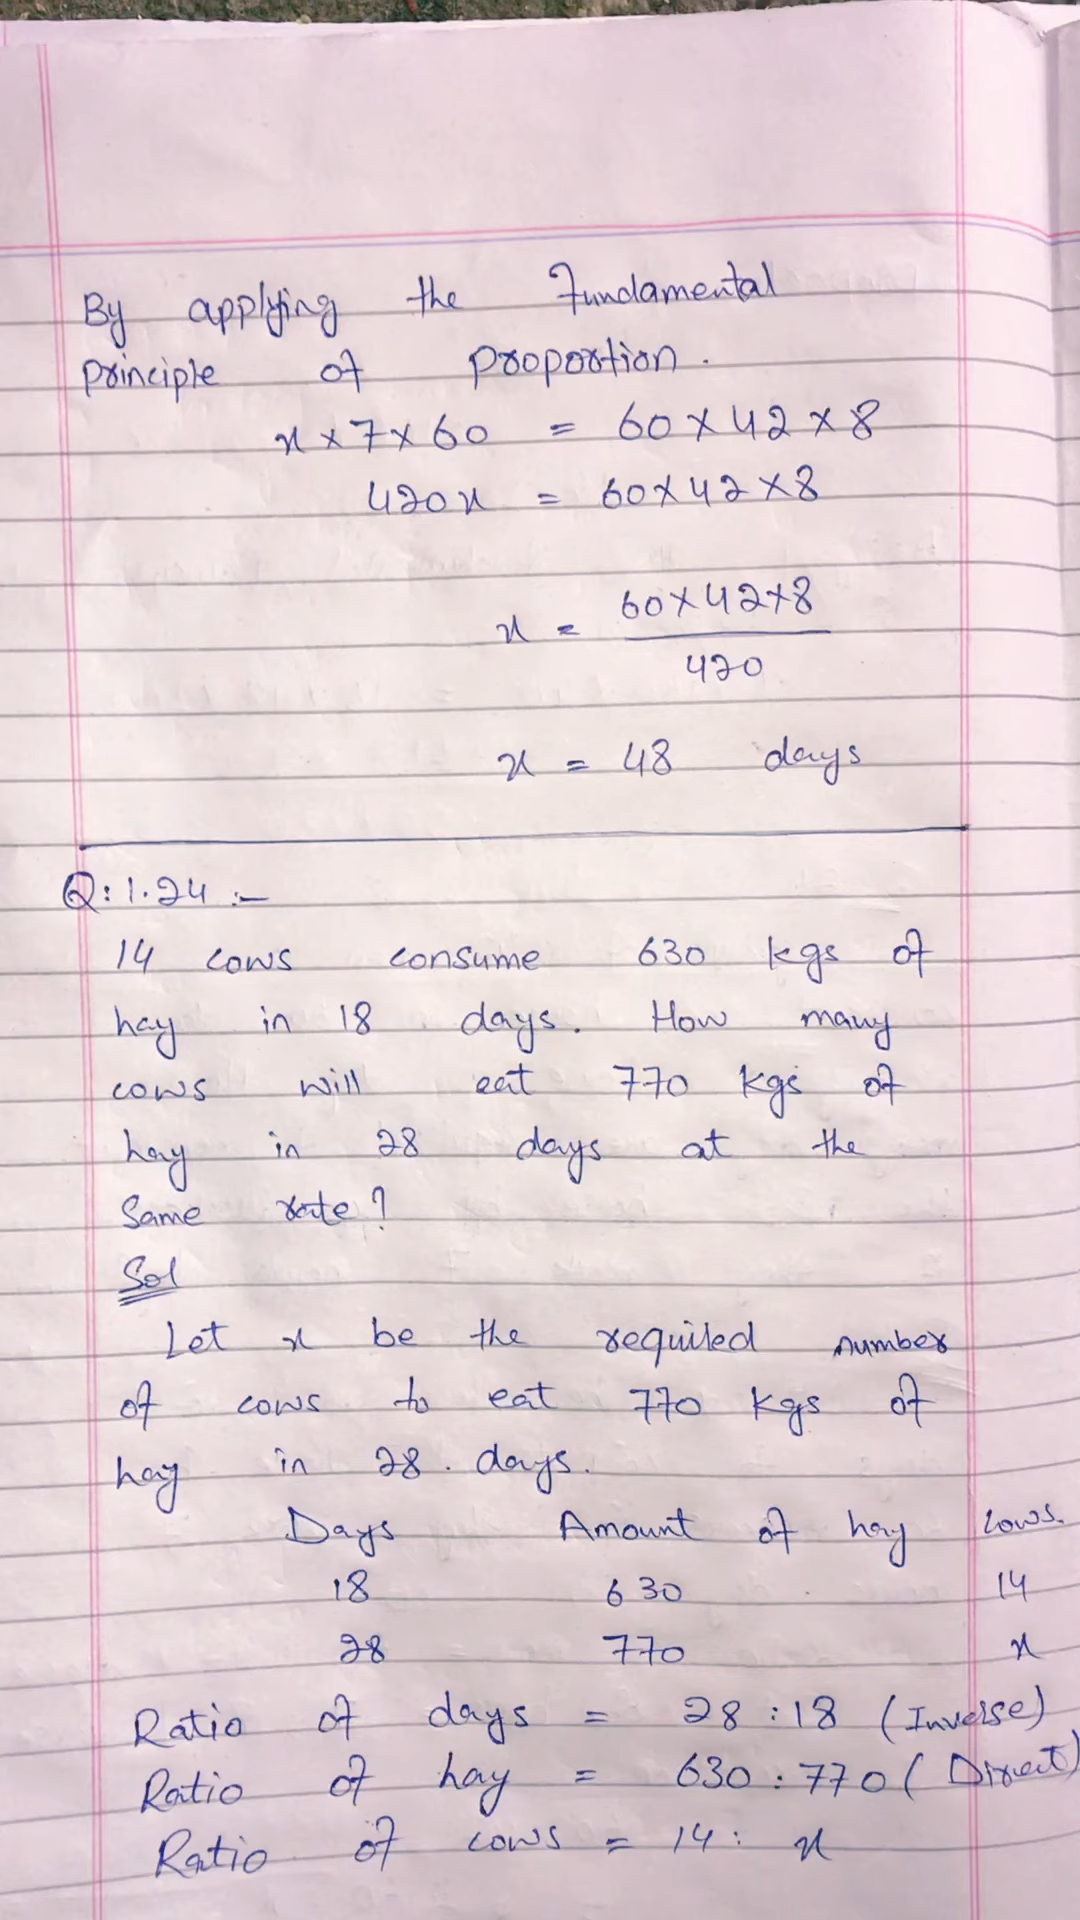 By applying the Fundamental
principle of proportion.
x × 7 × 60 = 60 × 42 × 8
420x = 60×42×8
x = 60×42×8
420
x = 48 days
Q: 1.24 :-
14 cows consume 630 kgs of
hay in 18 days. How many
cows will eat 770 kgs of
hay in 28 days at the
Same rate?
Sol
Let x be the required number
of cows to eat 770 kgs of
hay in 28. days.
Days Amount of hay cows.
18 630 14
28 770 x
Ratio of days = 28 : 18 (Inverse)
Ratio of hay = 630 : 770 (Direct)
Ratio of cows = 14 : x